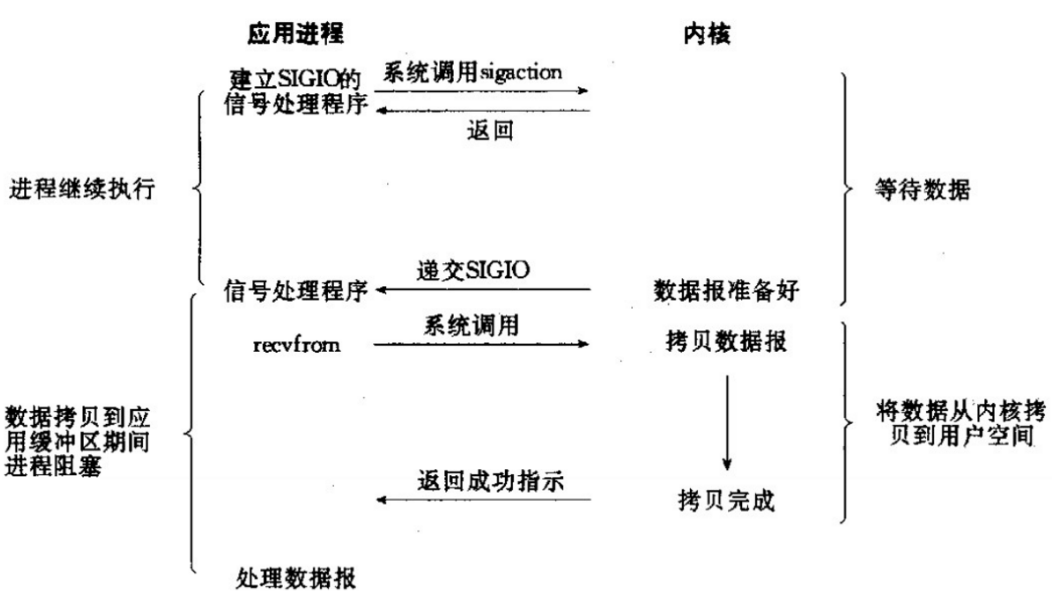 应用进程
内核
建立SIGIO的
信号处理程序
系统调用sigaction
返回
进程继续执行
等待数据
递交SIGIO
信号处理程序
数据报准备好
系统调用
recvfrom
拷贝数据报
数据拷贝到应
用缓冲区期间
进程阻塞
将数据从内核拷
贝到用户空间
返回成功指示
拷贝完成
处理数据报